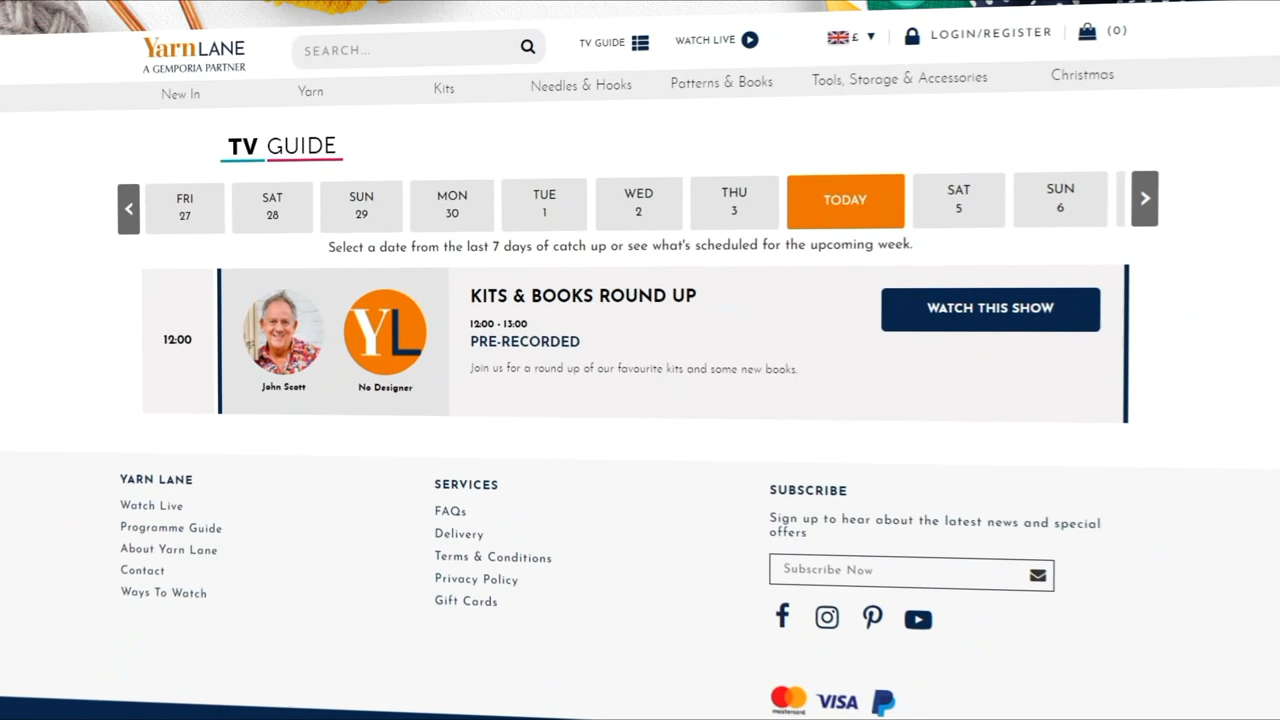 Yarn LANE
A GEMPORIA PARTNER
SEARCH...
TV GUIDE
WATCH LIVE
£ ▼
LOGIN/REGISTER
(0)
New In
Yarn
Kits
Needles & Hooks
Patterns & Books
Tools, Storage & Accessories
Christmas
TV GUIDE
<
FRI
27
SAT
28
SUN
29
MON
30
TUE
1
WED
2
THU
3
TODAY
SAT
5
SUN
6
>
Select a date from the last 7 days of catch up or see what's scheduled for the upcoming week.
12:00
YL
John Scott
No Designer
KITS & BOOKS ROUND UP
12:00 - 13:00
PRE-RECORDED
Join us for a round up of our favourite kits and some new books.
WATCH THIS SHOW
YARN LANE
Watch Live
Programme Guide
About Yarn Lane
Contact
Ways To Watch
SERVICES
FAQs
Delivery
Terms & Conditions
Privacy Policy
Gift Cards
SUBSCRIBE
Sign up to hear about the latest news and special
offers
Subscribe Now
mastercard
VISA